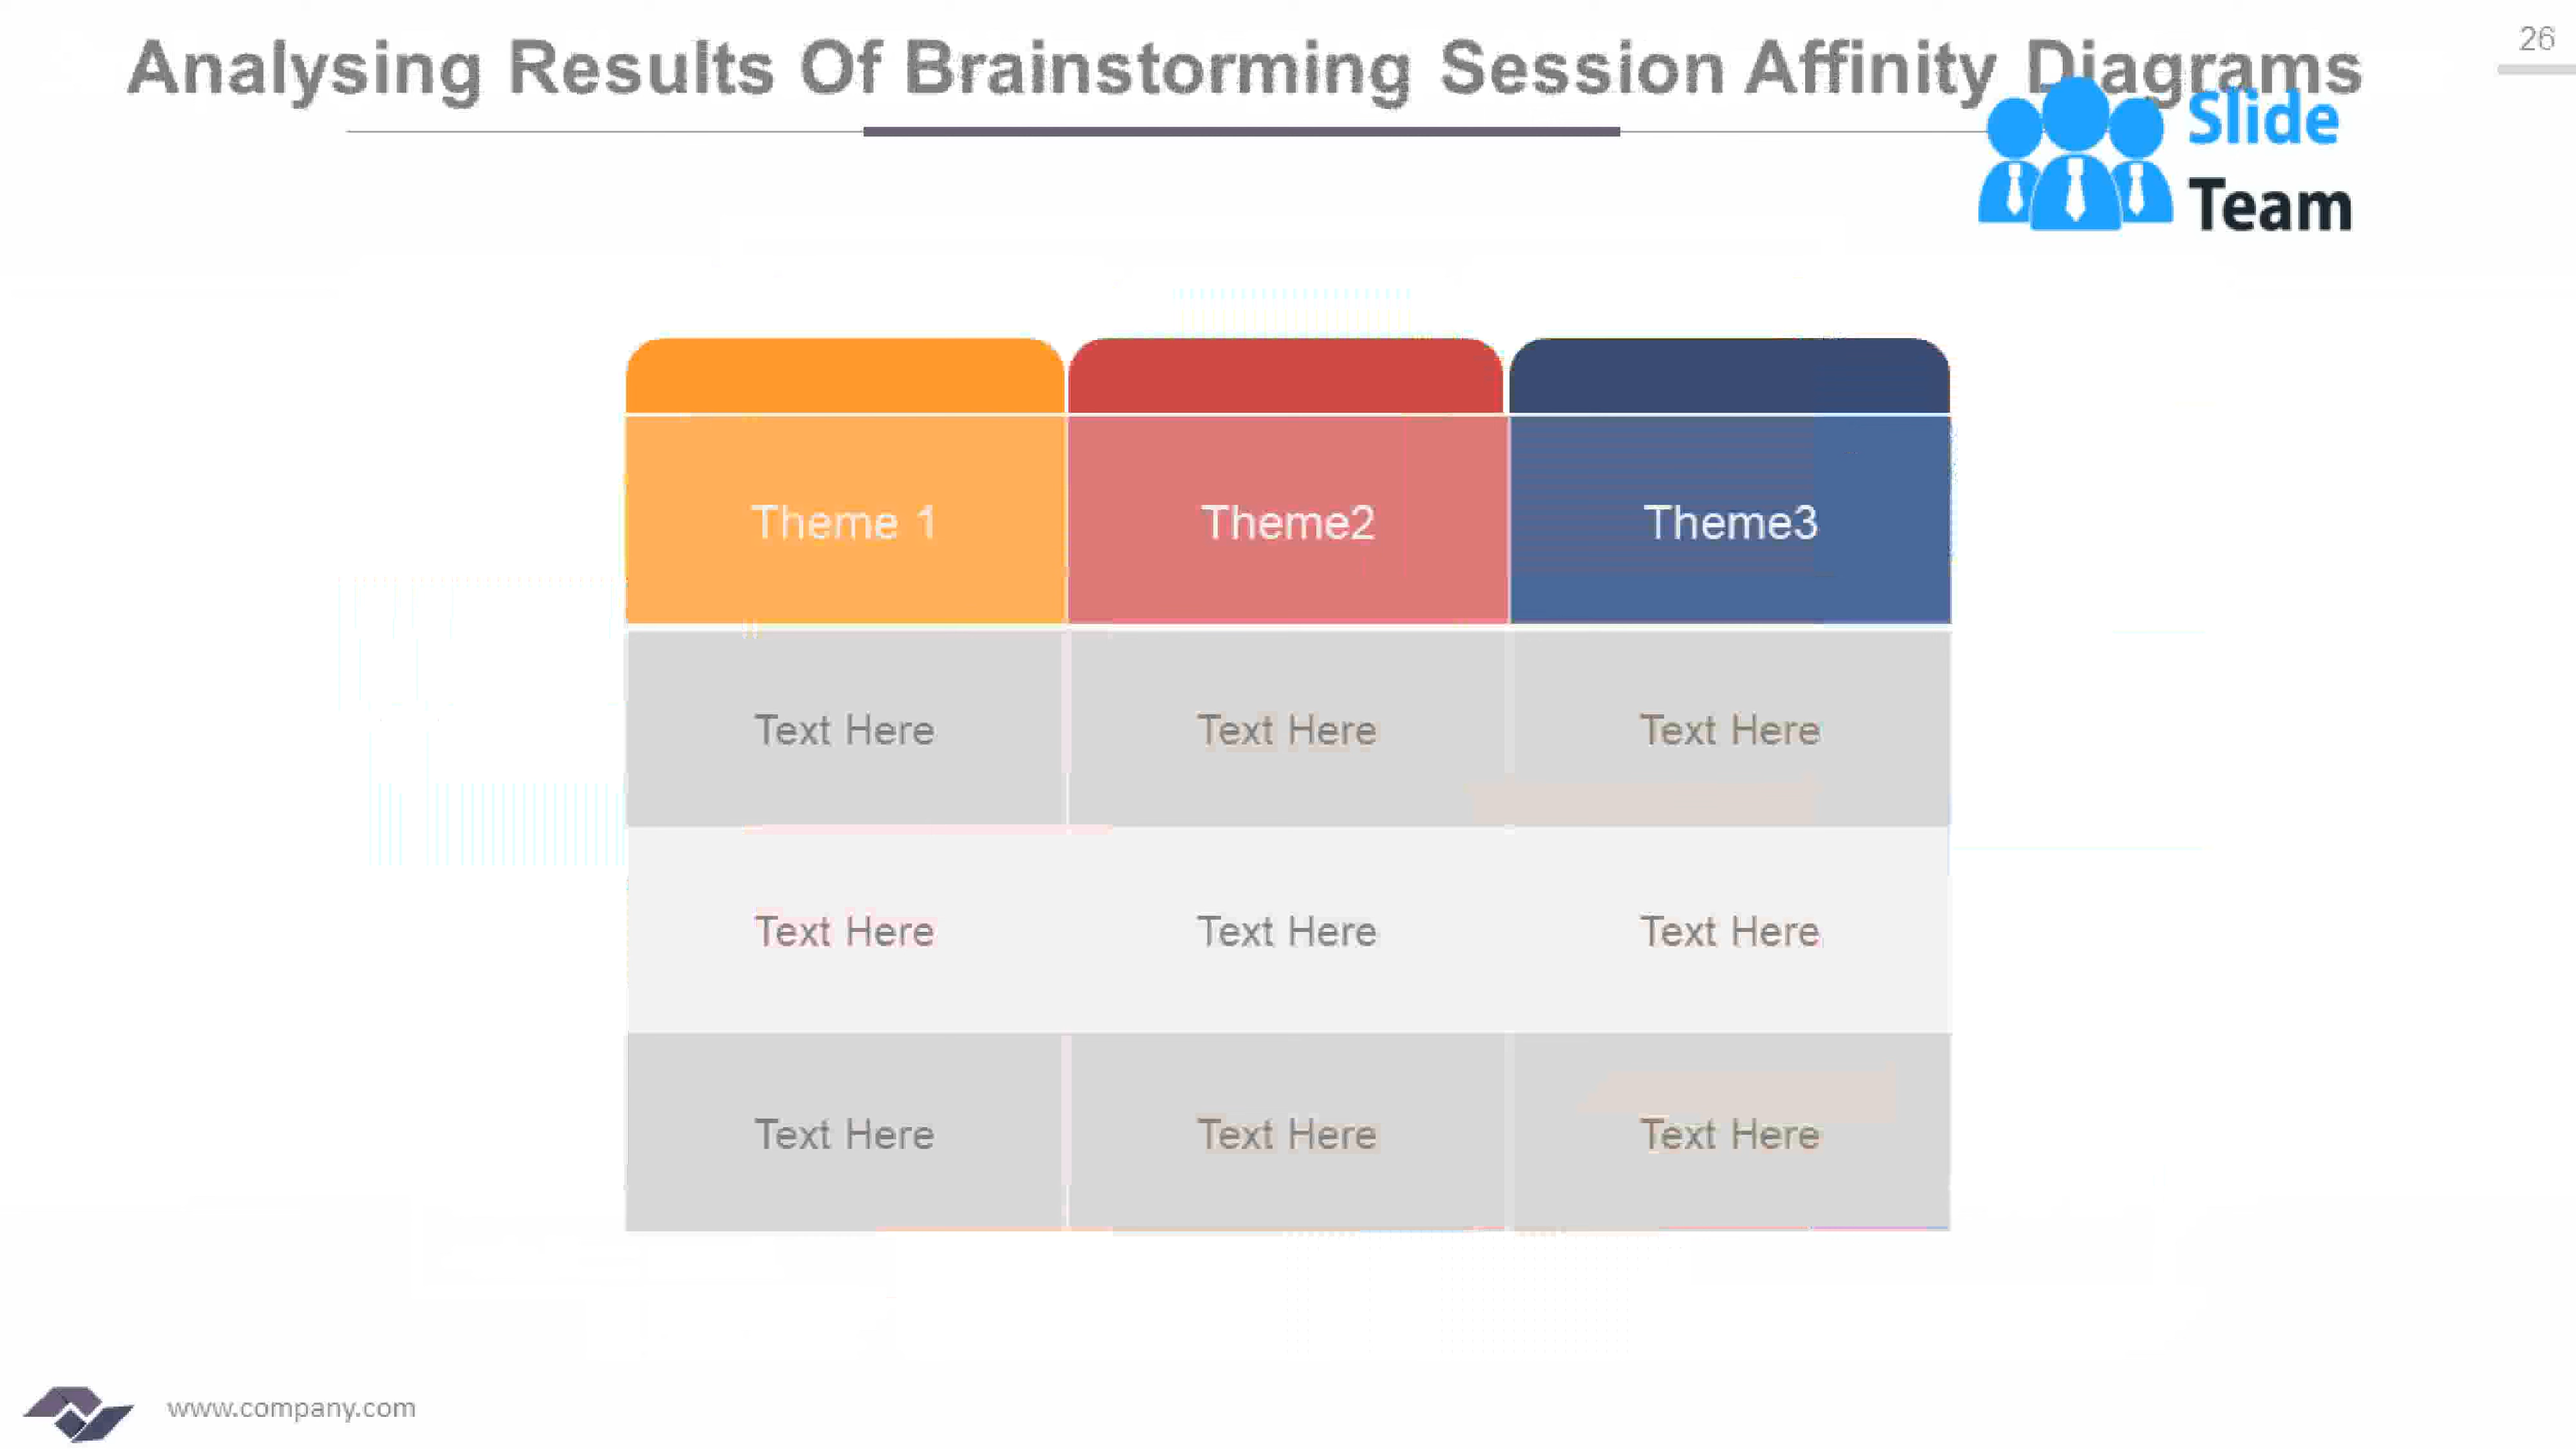 Analysing Results Of Brainstorming Session Affinity Diagrams
26
Slide
Team
Theme 1 Theme2 Theme3
Text Here Text Here Text Here
Text Here Text Here Text Here
Text Here Text Here Text Here
www.company.com